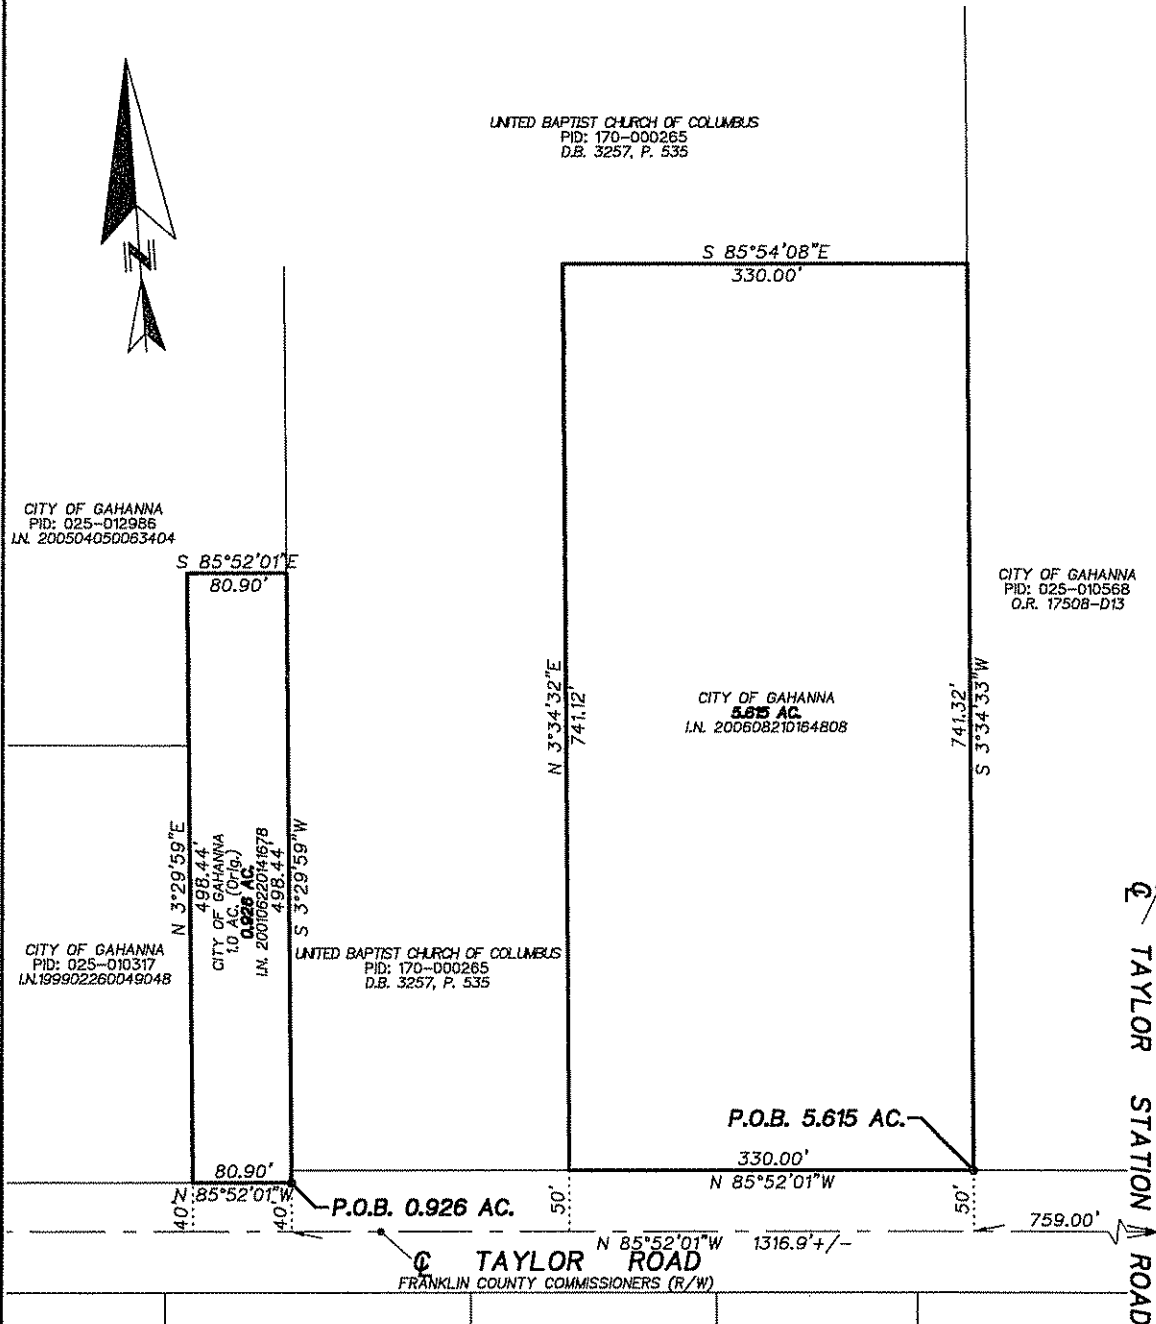 UNITED BAPTIST CHURCH OF COLUMBUS
PID: 170-000265
D.B. 3257, P. 535
N
S 85°54'08"E
330.00'
CITY OF GAHANNA
PID: 025-012986
I.N. 200504050063404
S 85°52'01"E
80.90'
CITY OF GAHANNA
PID: 025-010568
O.R. 17508-D13
N 3°34'32"E
741.12'
CITY OF GAHANNA
5.615 AC.
I.N. 200608210164808
741.32'
S 3°34'33"W
N 3°29'59"E
498.44'
CITY OF GAHANNA
1.0 AC. (Orig.)
0.926 AC.
I.N. 200106220141678
498.44'
S 3°29'59"W
CITY OF GAHANNA
PID: 025-010317
I.N.199902260049048
UNITED BAPTIST CHURCH OF COLUMBUS
PID: 170-000265
D.B. 3257, P. 535
℄ TAYLOR STATION ROAD
P.O.B. 5.615 AC.
330.00'
N 85°52'01"W
80.90'
N 85°52'01"W
P.O.B. 0.926 AC.
40'
40'
50'
50'
759.00'
N 85°52'01"W 1316.9'+/-
℄ TAYLOR ROAD
FRANKLIN COUNTY COMMISSIONERS (R/W)